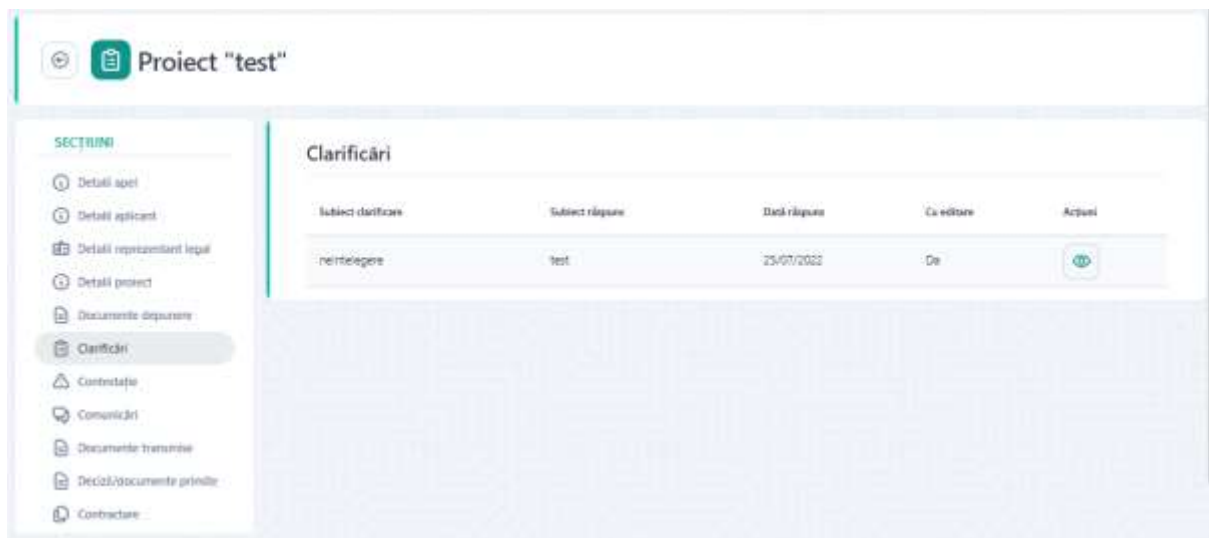 Proiect "test"
SECȚIUNI
Detalii apel
Detalii aplicant
Detalii reprezentant legal
Detalii proiect
Documente depunere
Clarificări
Contestație
Comunicări
Documente transmise
Decizii/documente primite
Contractare
Clarificări
Subiect clarificare Subiect răspuns Dată răspuns Cu editare Acțiuni
neintelegere test 25/07/2022 Da